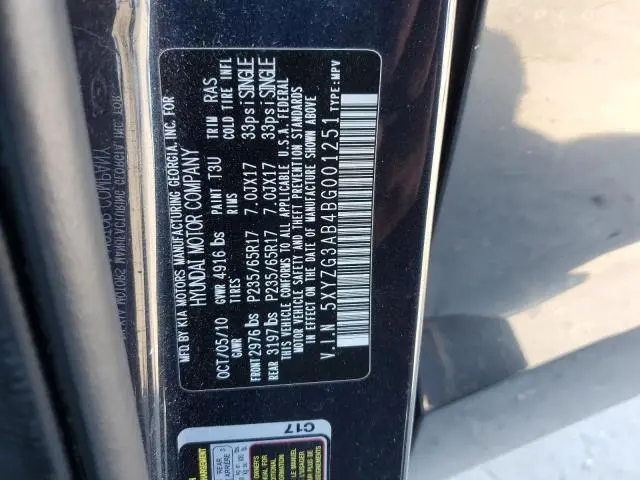 MFD.BY KIA MOTORS MANUFACTURING GEORGIA, INC. FOR
HYUNDAI MOTOR COMPANY
OCT/05/10 GVWR 4916 lbs PAINT T3U TRIM RAS
GAWR TIRES RIMS COLD TIRE INFL
FRONT 2976 lbs P235/65R17 7.0JX17 33psi SINGLE
REAR 3197 lbs P235/65R17 7.0JX17 33psi SINGLE
THIS VEHICLE CONFORMS TO ALL APPLICABLE U.S.A. FEDERAL
MOTOR VEHICLE SAFETY AND THEFT PREVENTION STANDARDS
IN EFFECT ON THE DATE OF MANUFACTURE SHOWN ABOVE
V.I.N 5XYZG3AB4BG001251 TYPE:MPV
C17
REAR
ARRIÈRE